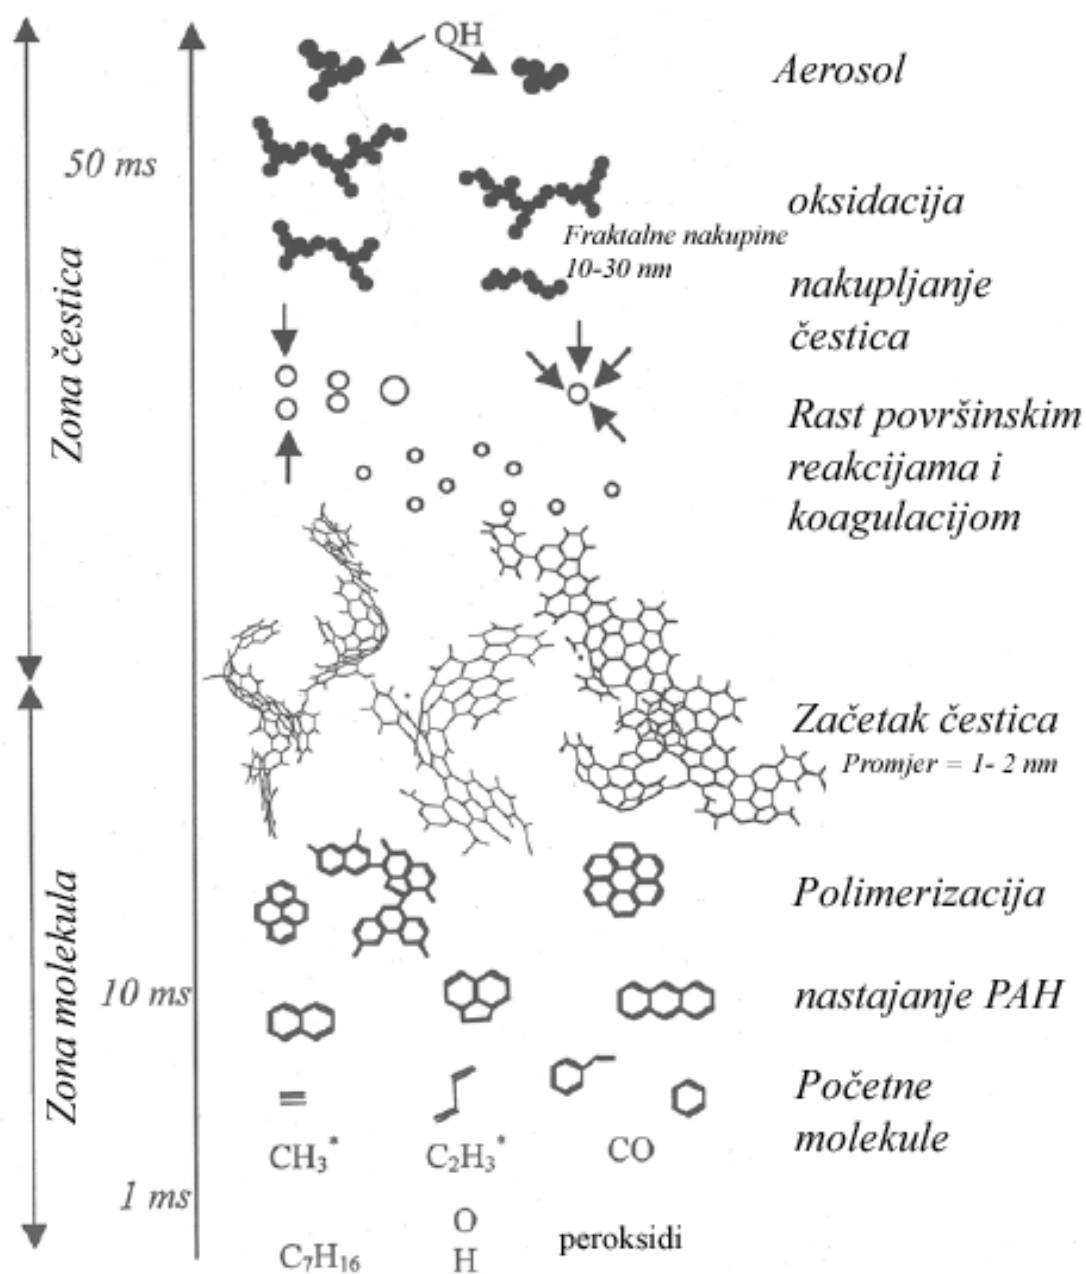 OH
Aerosol
50 ms
oksidacija
Fraktalne nakupine
10-30 nm
nakupljanje
čestica
Zona čestica
Rast površinskim
reakcijama i
koagulacijom
Začetak čestica
Promjer = 1- 2 nm
Polimerizacija
Zona molekula
10 ms
nastajanje PAH
Početne
molekule
CH3* C2H3* CO
1 ms
O
H
peroksidi
C7H16